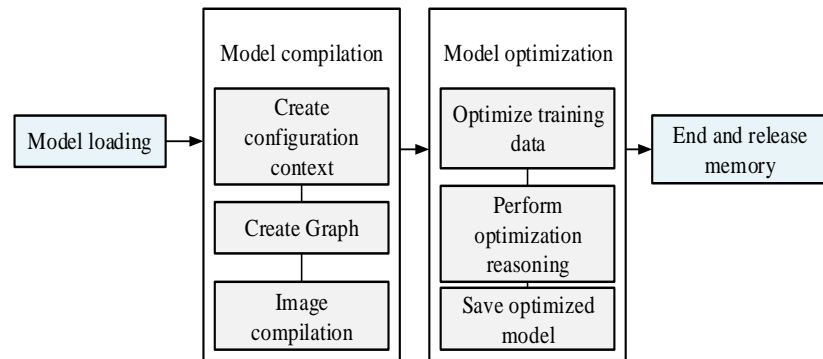 Model loading
Model compilation
Create
configuration
context
Create Graph
Image
compilation
Model optimization
Optimize training
data
Perform
optimization
reasoning
Save optimized
model
End and release
memory